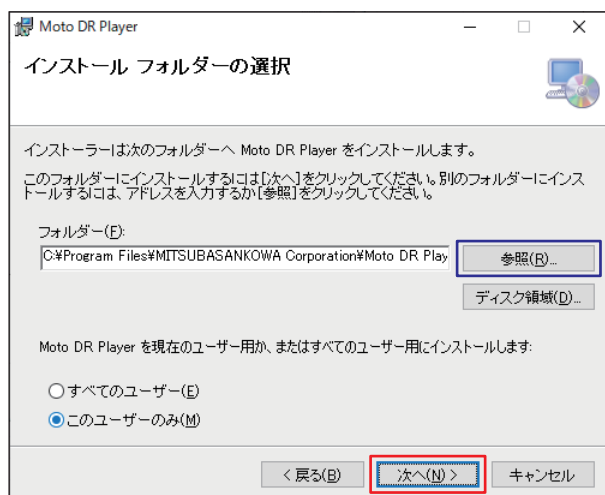 Moto DR Player
インストール フォルダーの選択
インストーラーは次のフォルダーへ Moto DR Player をインストールします。
このフォルダーにインストールするには[次へ]をクリックしてください。別のフォルダーにインス
トールするには、アドレスを入力するか[参照]をクリックしてください。
フォルダー(F):
C:¥Program Files¥MITSUBASANKOWA Corporation¥Moto DR Play
参照(R)...
ディスク領域(D)...
Moto DR Player を現在のユーザー用か、またはすべてのユーザー用にインストールします:
すべてのユーザー(E)
このユーザーのみ(M)
< 戻る(B)
次へ(N) >
キャンセル